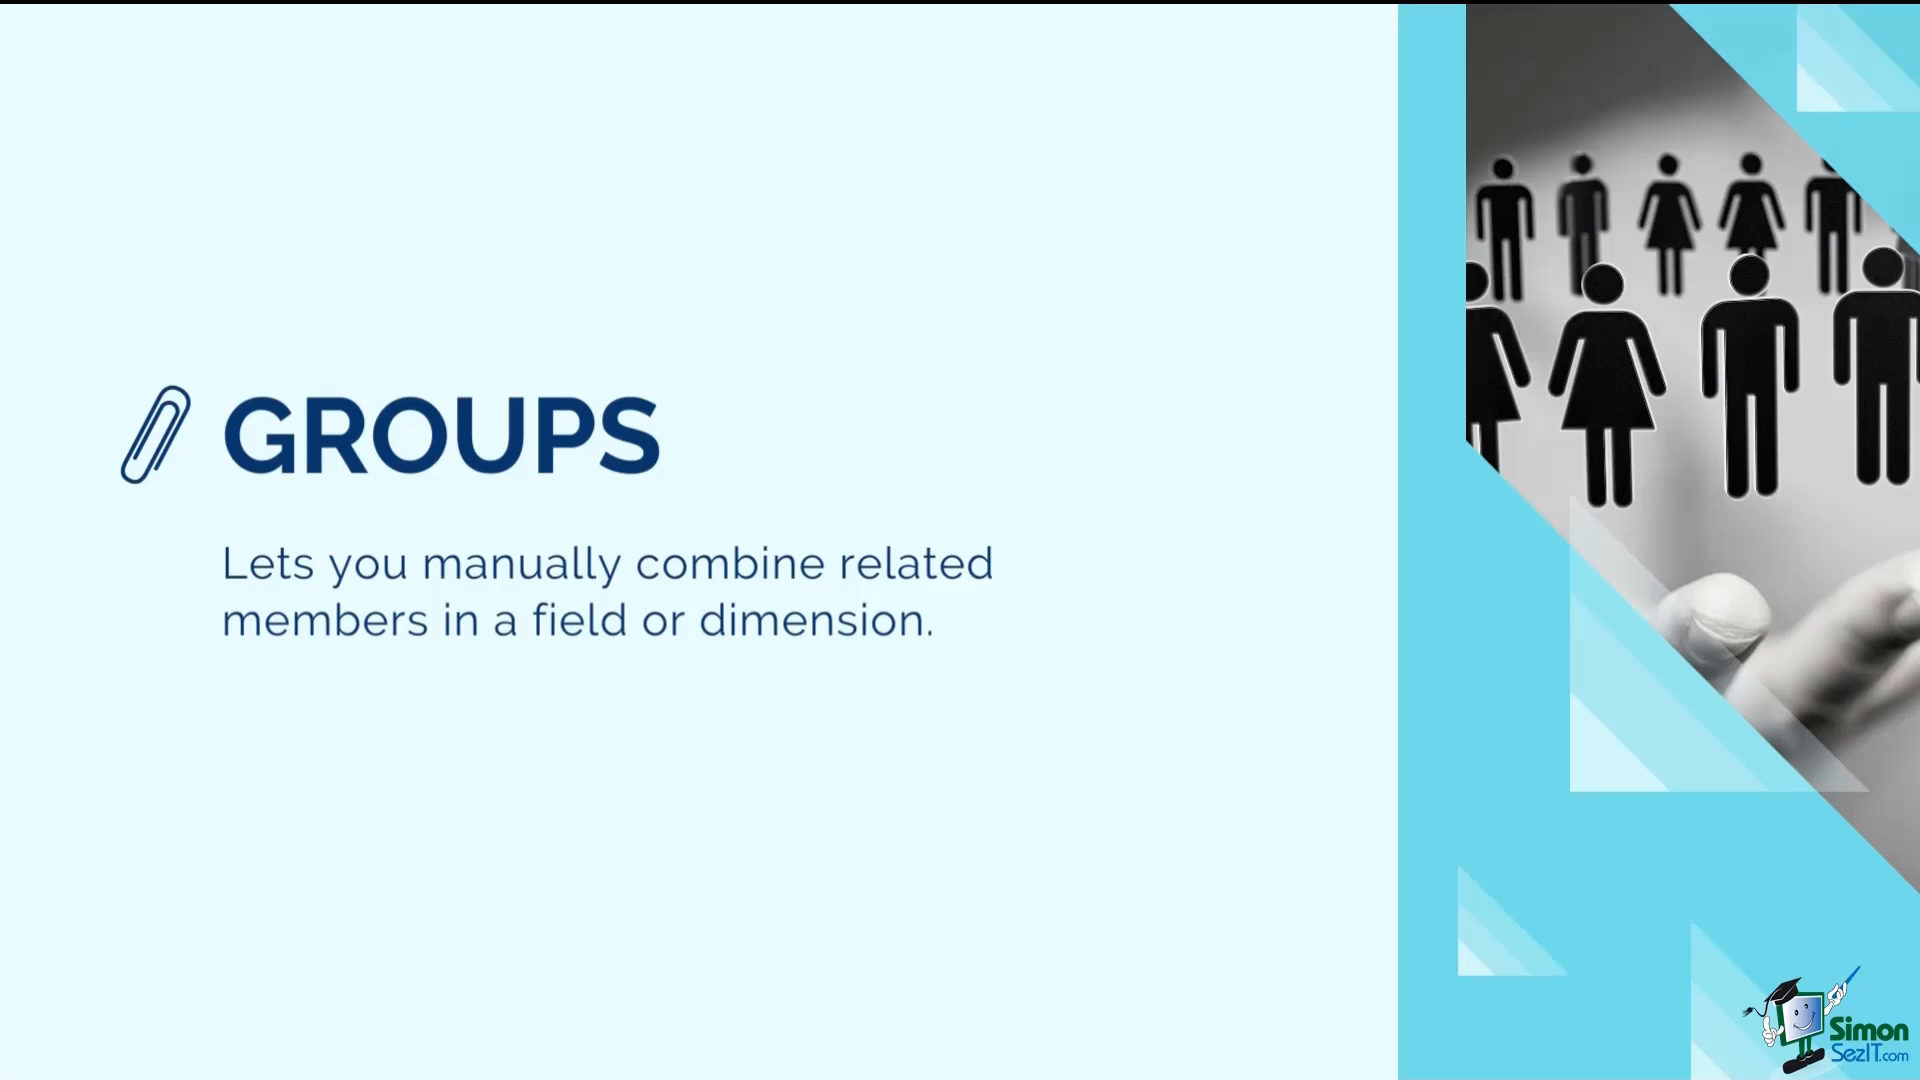 GROUPS
Lets you manually combine related
members in a field or dimension.
Simon
SezIT.com